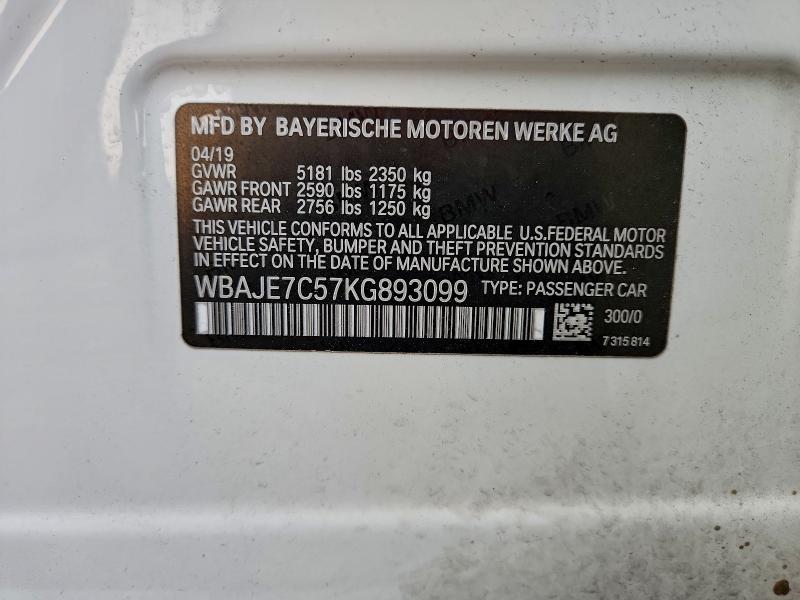 MFD BY BAYERISCHE MOTOREN WERKE AG
04/19
GVWR 5181 lbs 2350 kg
GAWR FRONT 2590 lbs 1175 kg
GAWR REAR 2756 lbs 1250 kg
THIS VEHICLE CONFORMS TO ALL APPLICABLE U.S.FEDERAL MOTOR
VEHICLE SAFETY, BUMPER AND THEFT PREVENTION STANDARDS
IN EFFECT ON THE DATE OF MANUFACTURE SHOWN ABOVE.
WBAJE7C57KG893099 TYPE: PASSENGER CAR
300/0
7315814
BMW
BMW